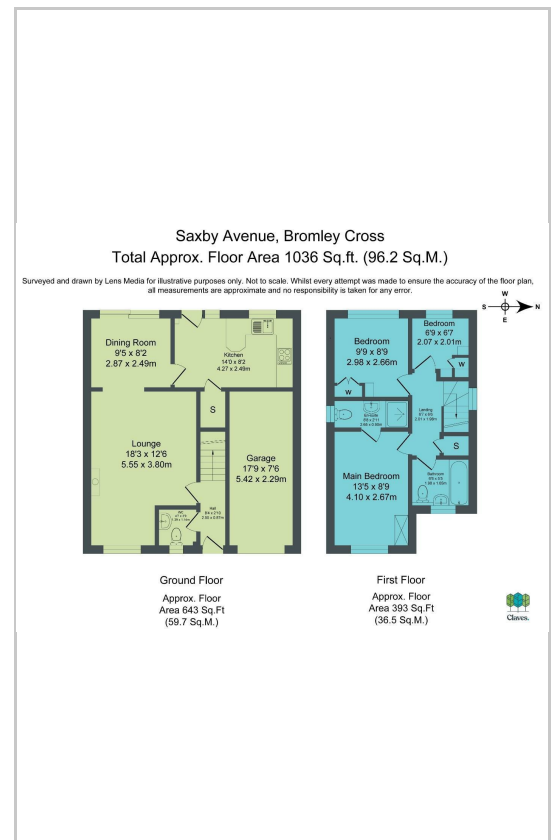 Saxby Avenue, Bromley Cross
Total Approx. Floor Area 1036 Sq.ft. (96.2 Sq.M.)
Surveyed and drawn by Lens Media for illustrative purposes only. Not to scale. Whilst every attempt was made to ensure the accuracy of the floor plan,
all measurements are approximate and no responsibility is taken for any error.
W
S
N
E
Dining Room
9'5 x 8'2
2.87 x 2.49m
Kitchen
14'0 x 8'2
4.27 x 2.49m
S
Lounge
18'3 x 12'6
5.55 x 3.80m
Garage
17'9 x 7'6
5.42 x 2.29m
Hall
Bedroom
9'9 x 8'9
2.98 x 2.66m
Bedroom
6'9 x 6'7
2.07 x 2.01m
W
W
En-suite
Landing
S
Main Bedroom
13'5 x 8'9
4.10 x 2.67m
Bathroom
Ground Floor
Approx. Floor
Area 643 Sq.Ft
(59.7 Sq.M.)
First Floor
Approx. Floor
Area 393 Sq.Ft
(36.5 Sq.M.)
Claves.